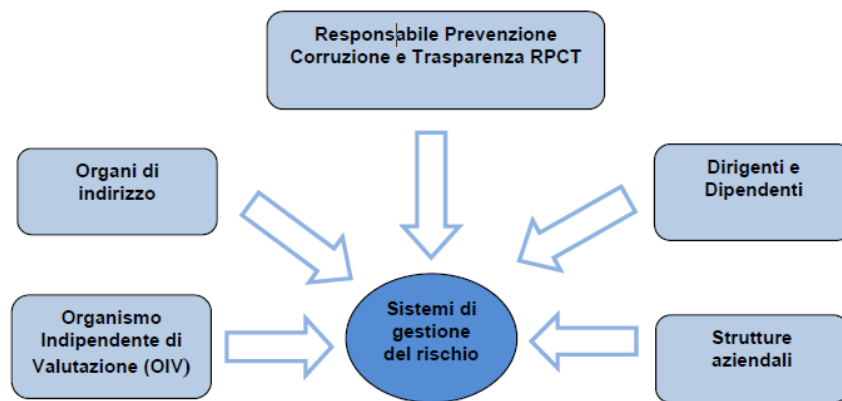 Responsabile Prevenzione
Corruzione e Trasparenza RPCT
Organi di
indirizzo
Dirigenti e
Dipendenti
Organismo
Indipendente di
Valutazione (OIV)
Sistemi di
gestione
del rischio
Strutture
aziendali